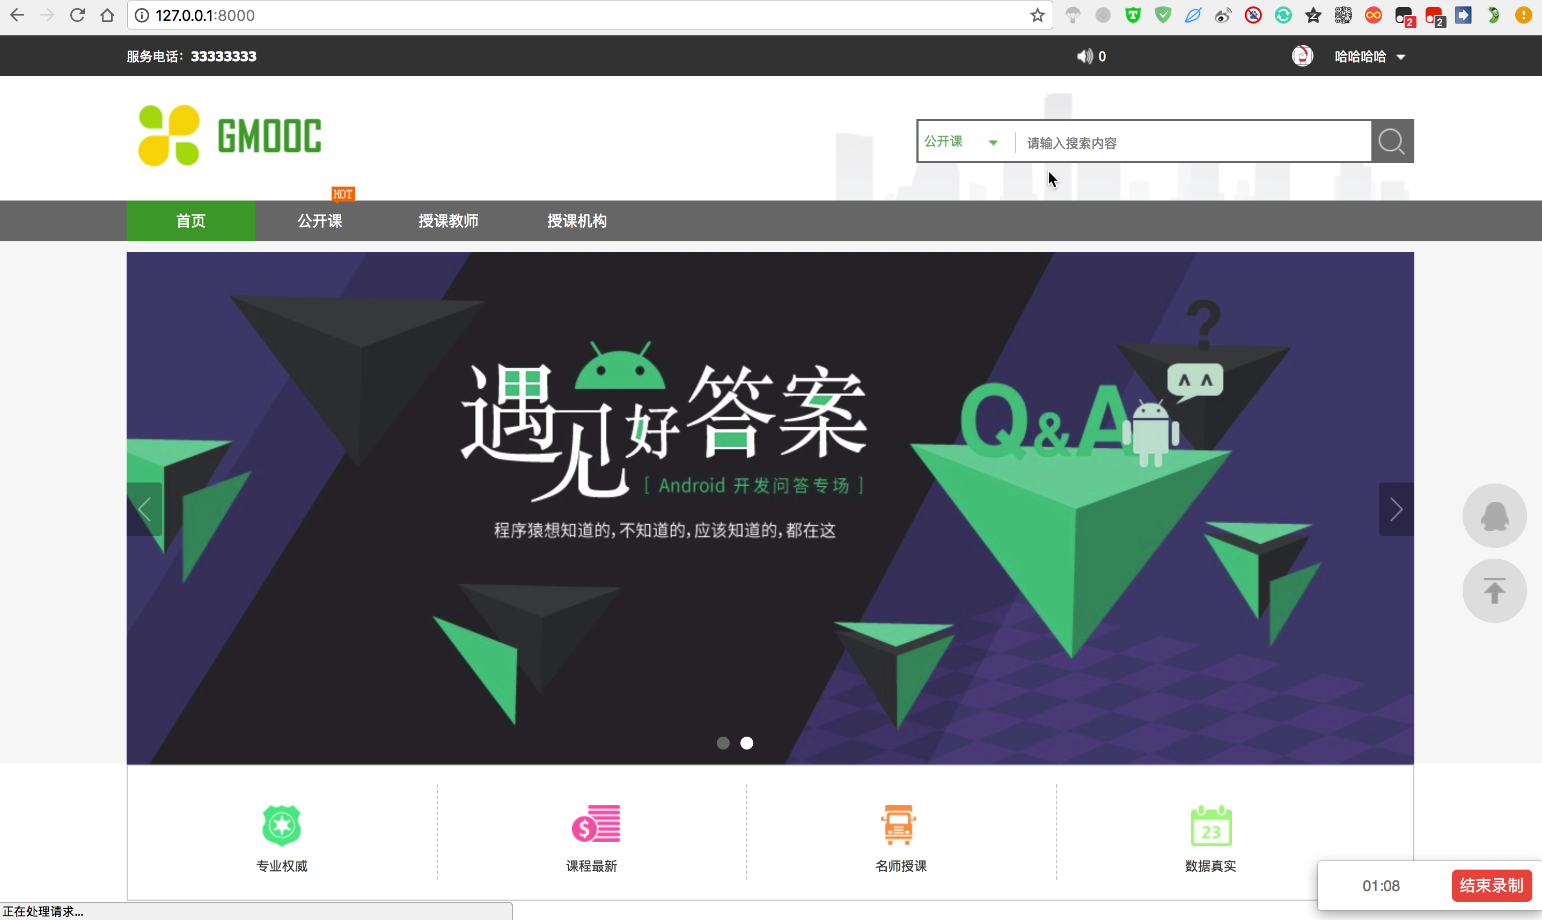 127.0.0.1:8000
2
2
服务电话：33333333
0
哈哈哈哈
GMOOC
公开课
请输入搜索内容
HOT
首页
公开课
授课教师
授课机构
?
遇见好答案
Q&A
[ Android 开发问答专场 ]
程序猿想知道的，不知道的，应该知道的，都在这
专业权威
课程最新
名师授课
23
数据真实
01:08
结束录制
正在处理请求...